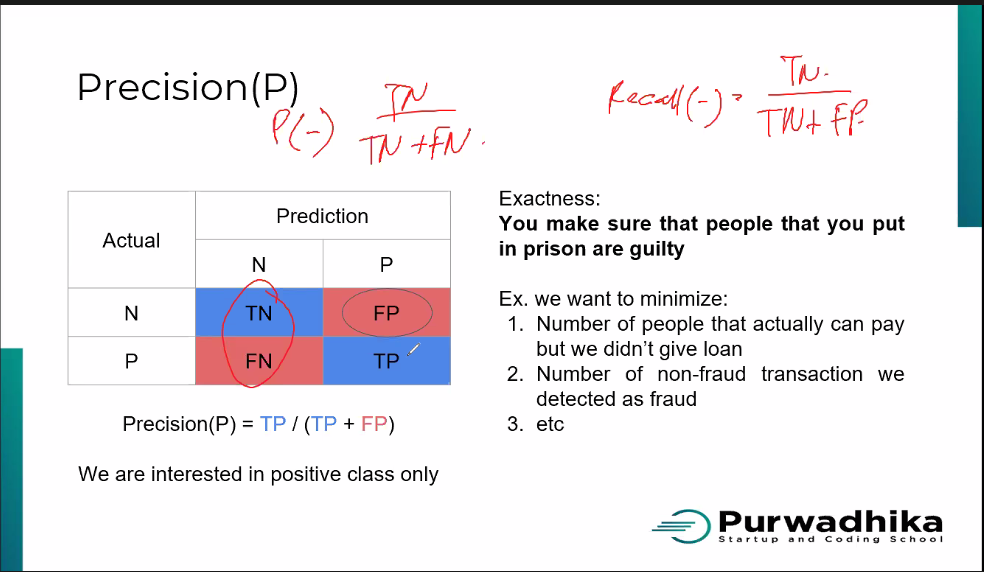 Precision(P)
P(-) TN
TN + FN.
Recall(-) = TN.
TN + FP
Actual
Prediction
N P
N TN FP
P FN TP
Precision(P) = TP / (TP + FP)
We are interested in positive class only
Exactness:
You make sure that people that you put
in prison are guilty
Ex. we want to minimize:
1. Number of people that actually can pay
but we didn’t give loan
2. Number of non-fraud transaction we
detected as fraud
3. etc
Purwadhika
Startup and Coding School